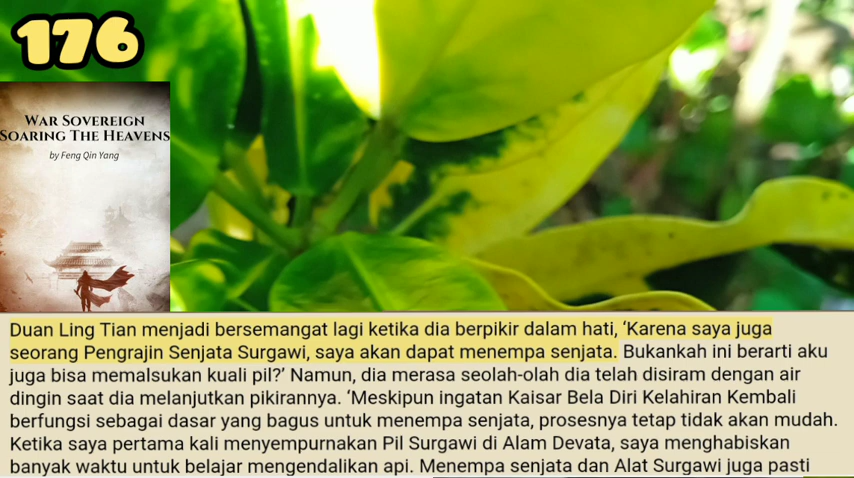 176
WAR SOVEREIGN
SOARING THE HEAVENS
by Feng Qin Yang
Duan Ling Tian menjadi bersemangat lagi ketika dia berpikir dalam hati, ‘Karena saya juga
seorang Pengrajin Senjata Surgawi, saya akan dapat menempa senjata. Bukankah ini berarti aku
juga bisa memalsukan kuali pil?’ Namun, dia merasa seolah-olah dia telah disiram dengan air
dingin saat dia melanjutkan pikirannya. ‘Meskipun ingatan Kaisar Bela Diri Kelahiran Kembali
berfungsi sebagai dasar yang bagus untuk menempa senjata, prosesnya tetap tidak akan mudah.
Ketika saya pertama kali menyempurnakan Pil Surgawi di Alam Devata, saya menghabiskan
banyak waktu untuk belajar mengendalikan api. Menempa senjata dan Alat Surgawi juga pasti